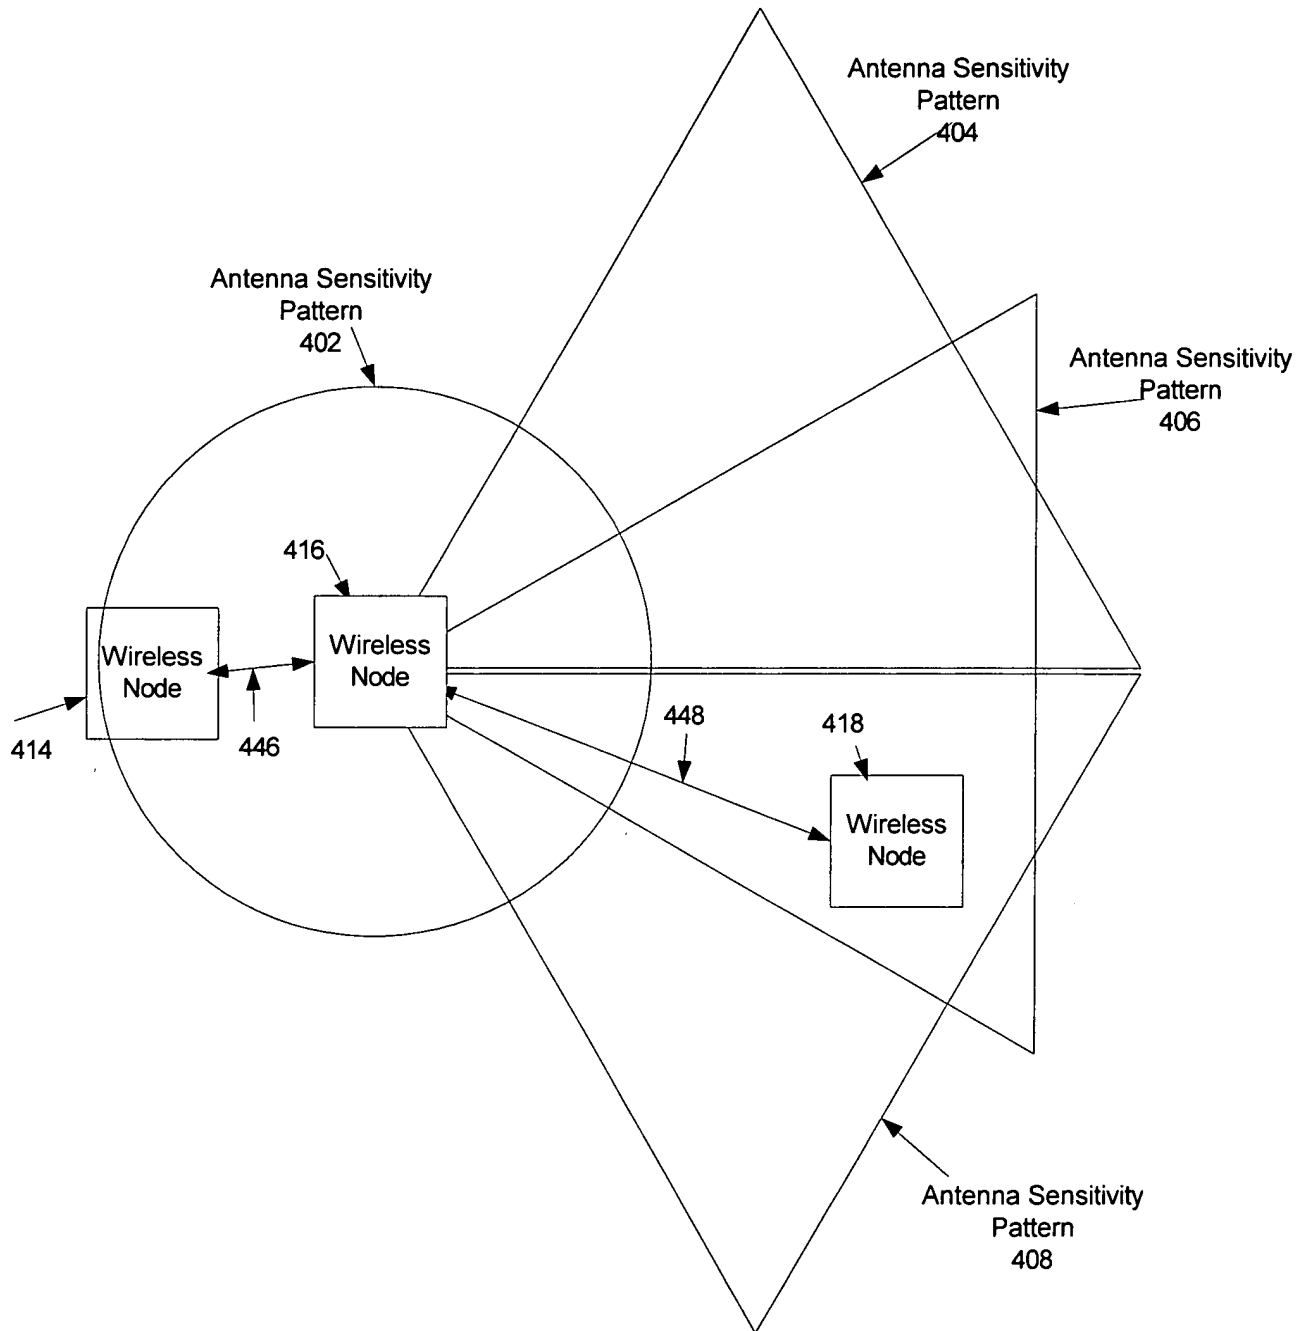 Antenna Sensitivity
Pattern
404
Antenna Sensitivity
Pattern
402
Antenna Sensitivity
Pattern
406
416
Wireless
Node
Wireless
Node
414
446
448
418
Wireless
Node
Antenna Sensitivity
Pattern
408